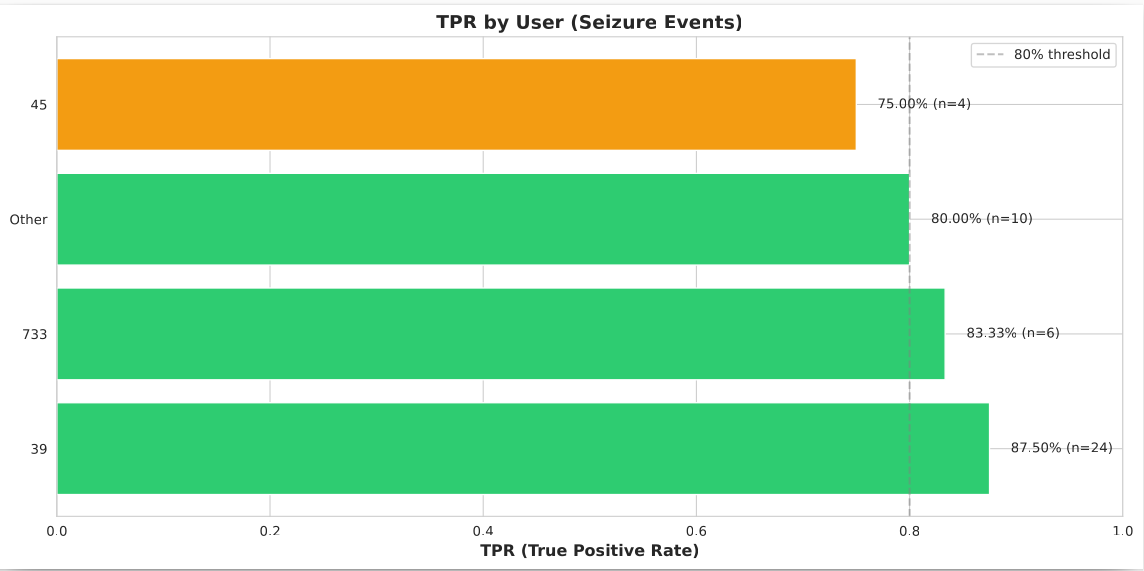 TPR by User (Seizure Events)
80% threshold
45
75.00% (n=4)
Other
80.00% (n=10)
733
83.33% (n=6)
39
87.50% (n=24)
0.0
0.2
0.4
0.6
0.8
1.0
TPR (True Positive Rate)